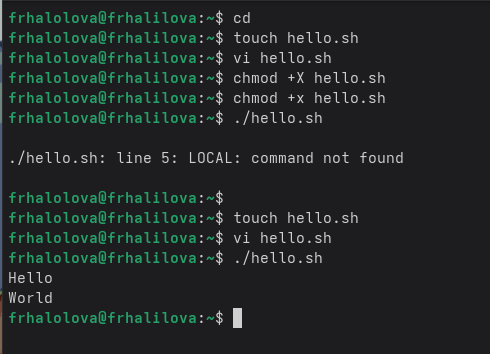 frhalolova@frhalilova:~$ cd
frhalolova@frhalilova:~$ touch hello.sh
frhalolova@frhalilova:~$ vi hello.sh
frhalolova@frhalilova:~$ chmod +X hello.sh
frhalolova@frhalilova:~$ chmod +x hello.sh
frhalolova@frhalilova:~$ ./hello.sh
./hello.sh: line 5: LOCAL: command not found
frhalolova@frhalilova:~$
frhalolova@frhalilova:~$ touch hello.sh
frhalolova@frhalilova:~$ vi hello.sh
frhalolova@frhalilova:~$ ./hello.sh
Hello
World
frhalolova@frhalilova:~$